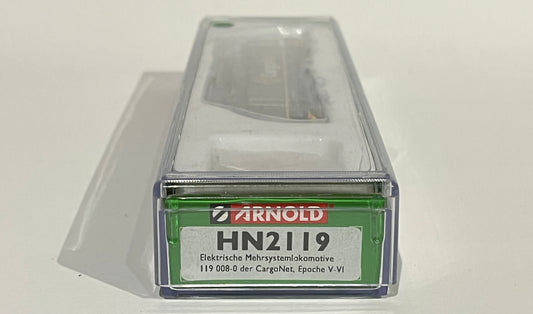 ARNOLD
HN2119
Elektrische Mehrsystemlokomotive
119 008-0 der CargoNet, Epoche V-VI